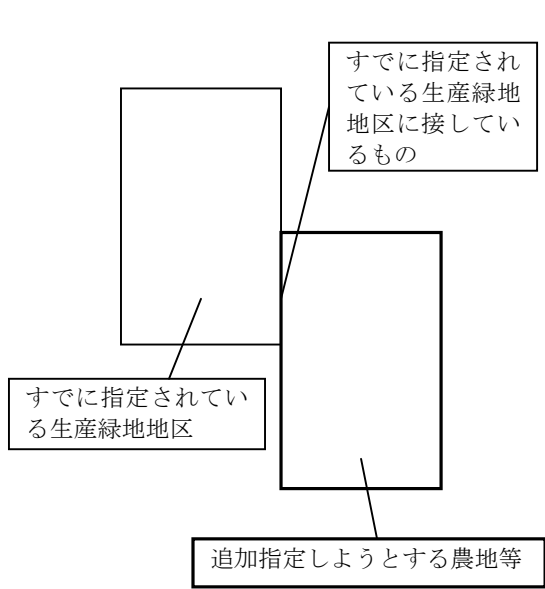 すでに指定され
ている生産緑地
地区に接してい
るもの
すでに指定されてい
る生産緑地地区
追加指定しようとする農地等